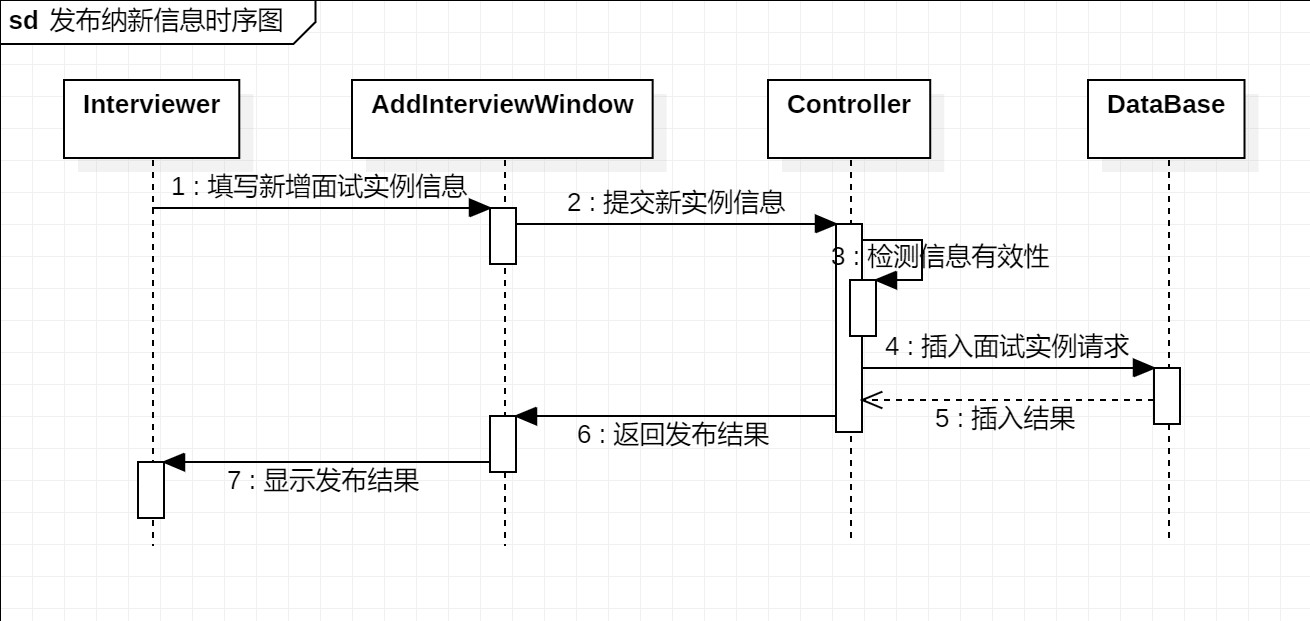 sd 发布纳新信息时序图
Interviewer
AddInterviewWindow
Controller
DataBase
1 : 填写新增面试实例信息
2 : 提交新实例信息
3 : 检测信息有效性
4 : 插入面试实例请求
5 : 插入结果
6 : 返回发布结果
7 : 显示发布结果